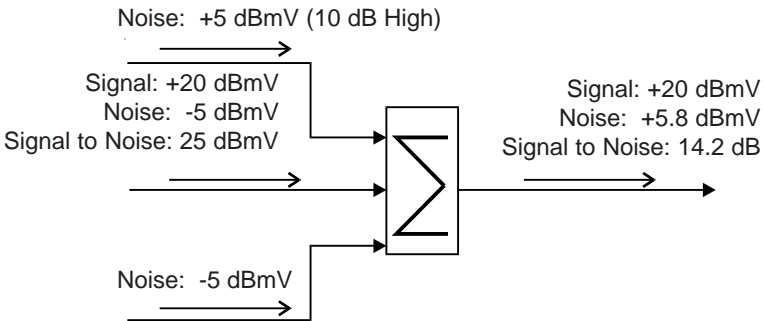 Noise: +5 dBmV (10 dB High)
Signal: +20 dBmV
Noise: -5 dBmV
Signal to Noise: 25 dBmV
Noise: -5 dBmV
Σ
Signal: +20 dBmV
Noise: +5.8 dBmV
Signal to Noise: 14.2 dB